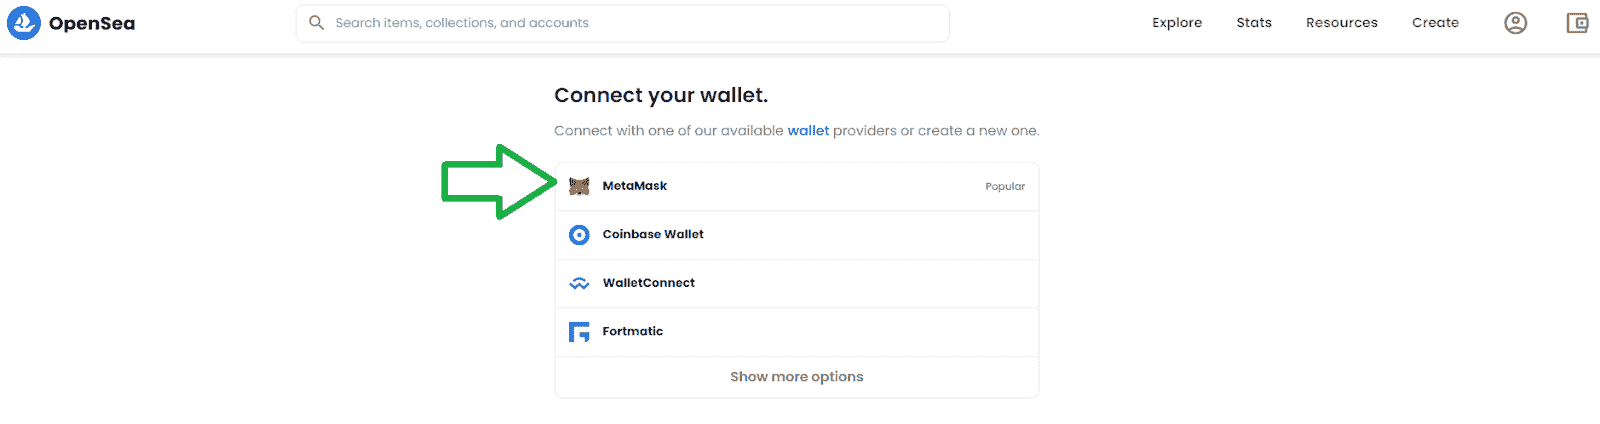 OpenSea
Search items, collections, and accounts
Explore Stats Resources Create
Connect your wallet.
Connect with one of our available wallet providers or create a new one.
MetaMask Popular
Coinbase Wallet
WalletConnect
Fortmatic
Show more options